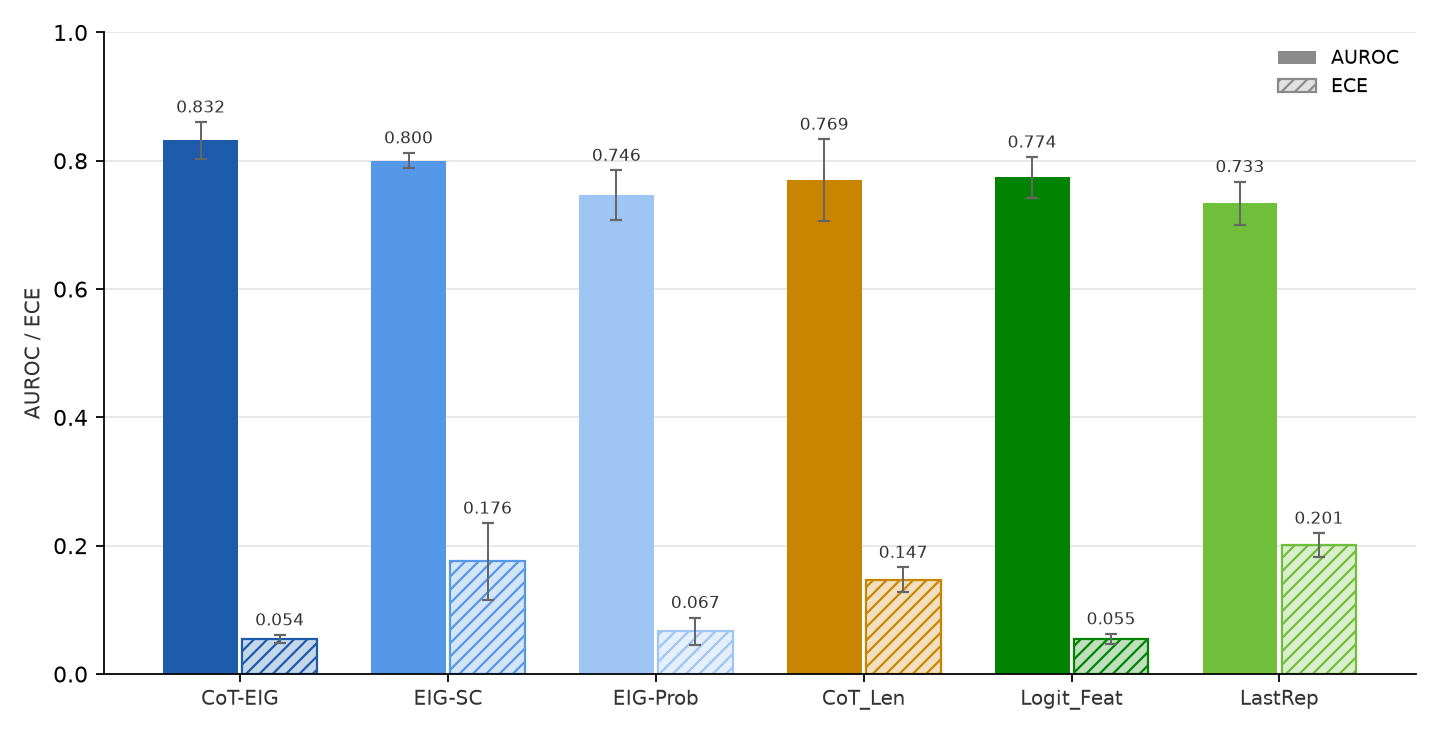 1.0
0.8
0.6
0.4
0.2
0.0
AUROC / ECE
AUROC
ECE
0.832
0.054
0.800
0.176
0.746
0.067
0.769
0.147
0.774
0.055
0.733
0.201
CoT-EIG
EIG-SC
EIG-Prob
CoT_Len
Logit_Feat
LastRep